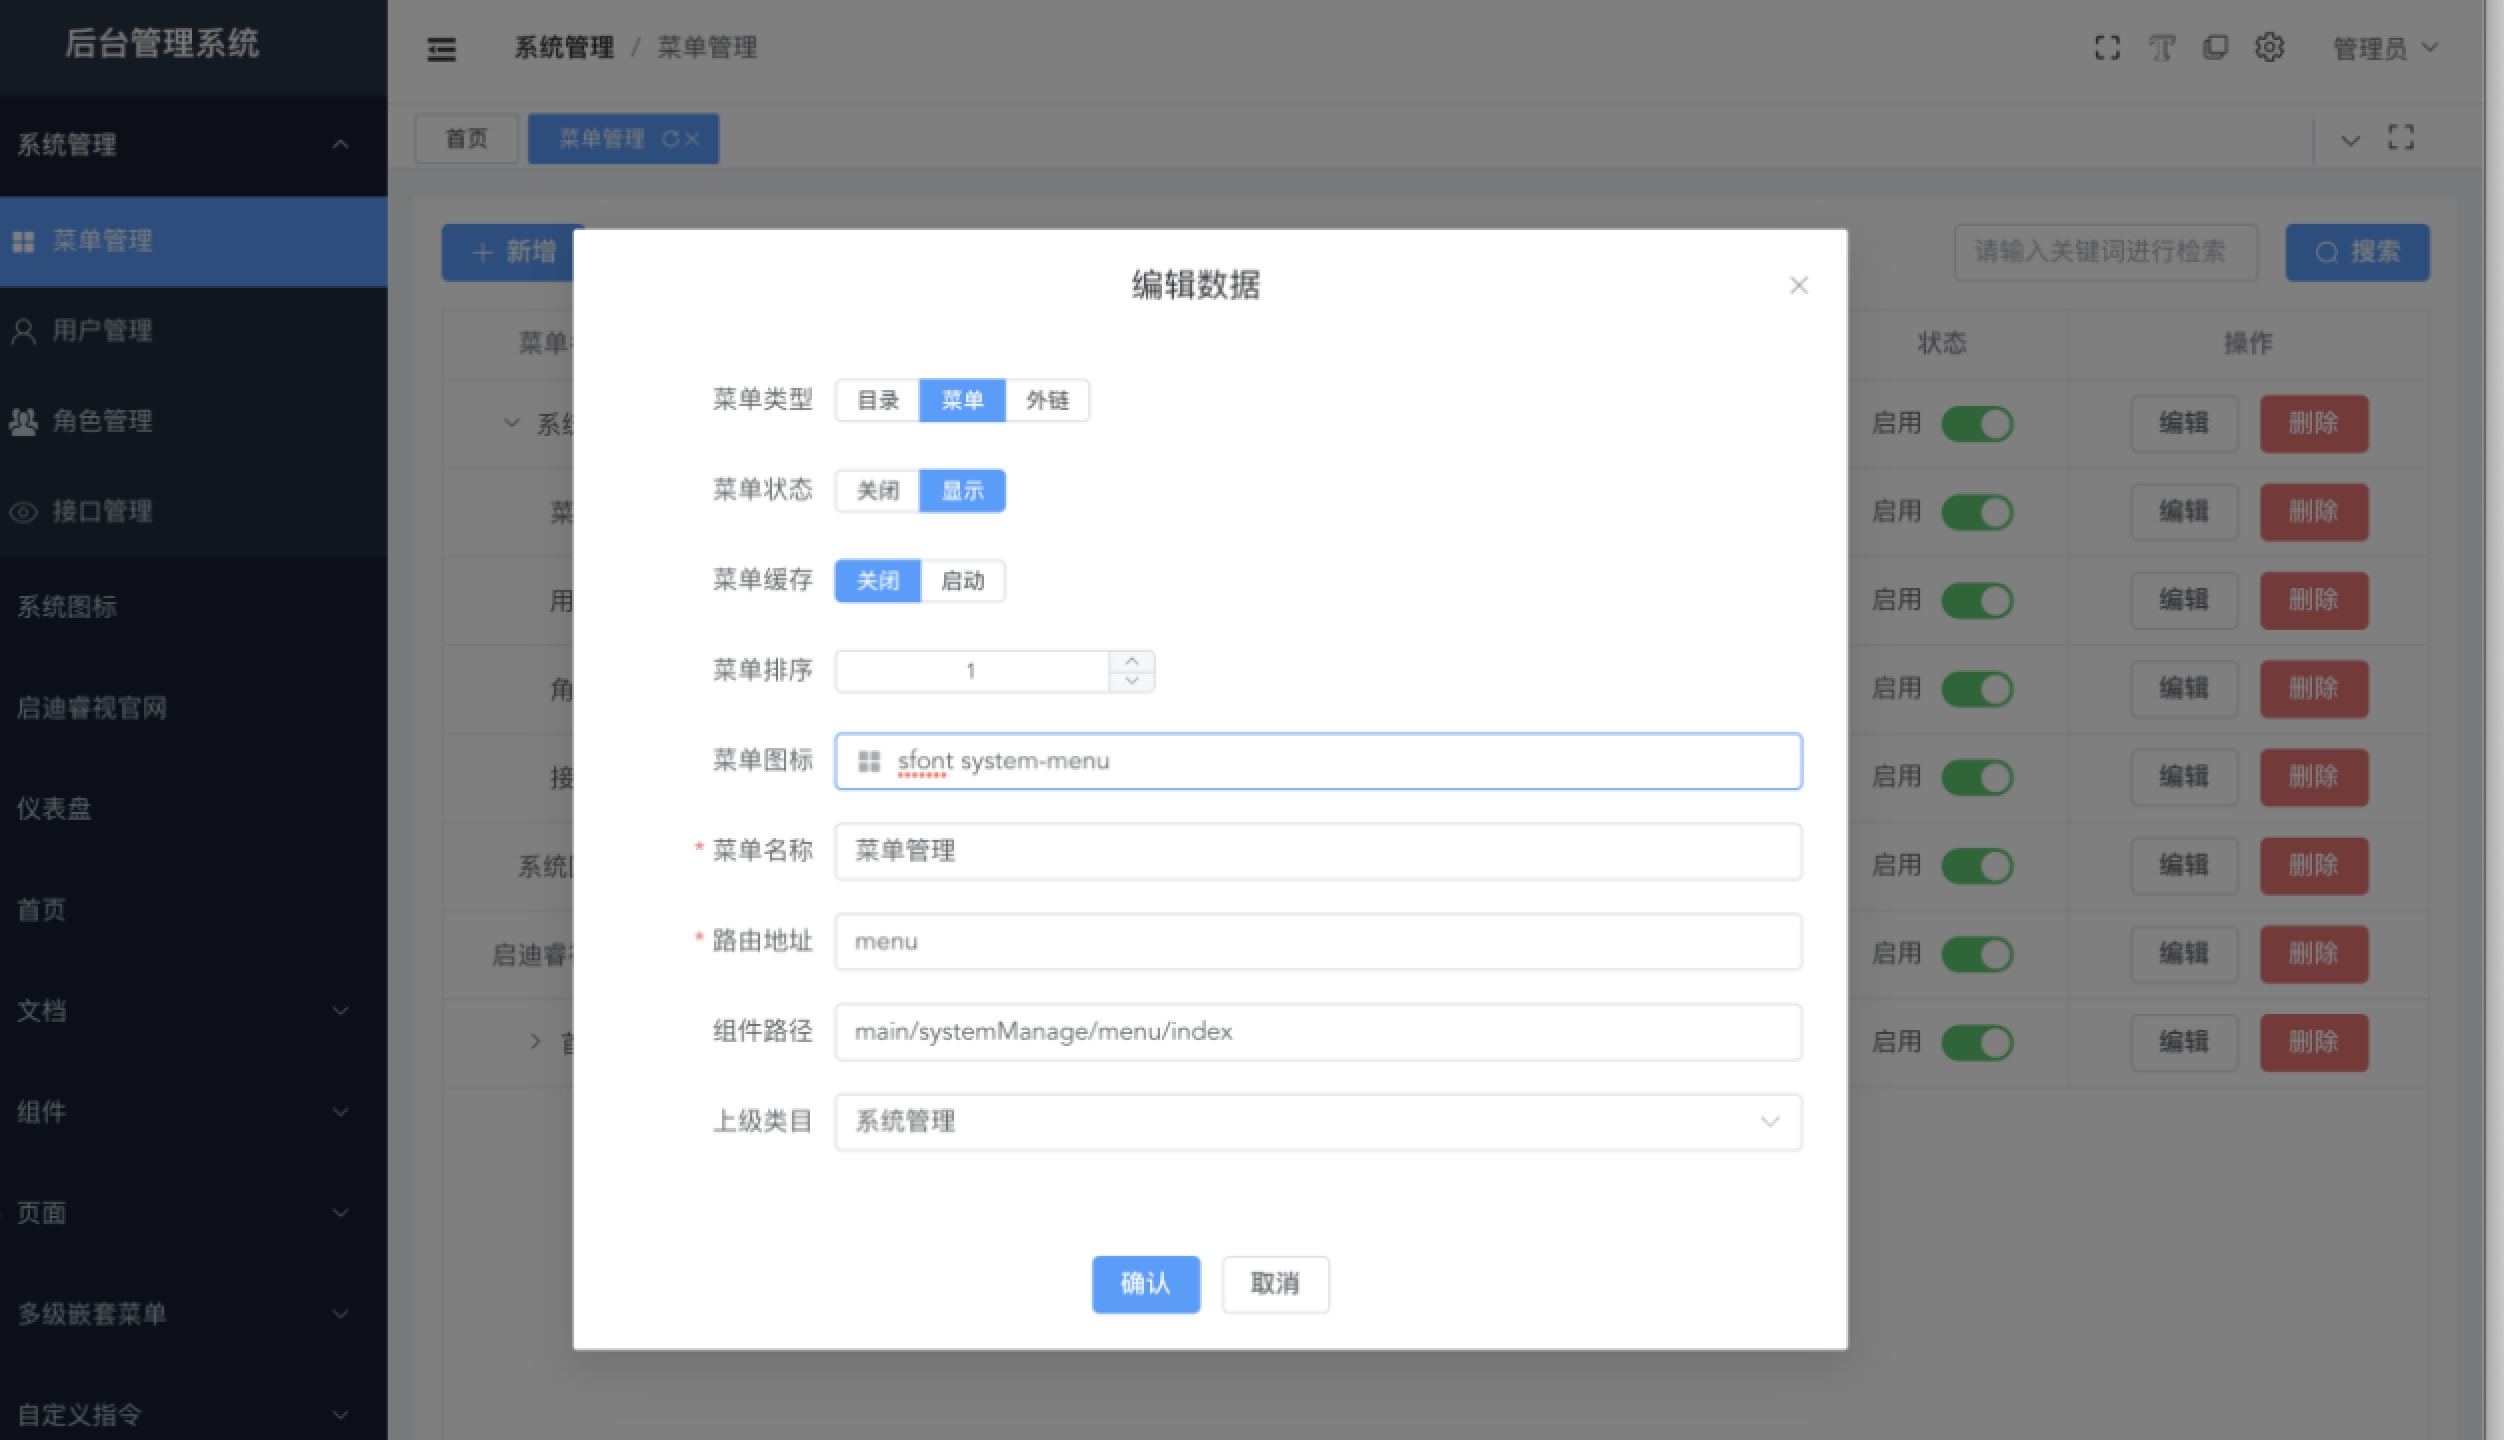 后台管理系统
系统管理 / 菜单管理
管理员
系统管理
菜单管理
用户管理
角色管理
接口管理
系统图标
启迪睿视官网
仪表盘
首页
文档
组件
页面
多级嵌套菜单
自定义指令
首页
菜单管理
新增
请输入关键词进行检索
搜索
菜单
状态
操作
系统
启用
编辑
删除
菜
启用
编辑
删除
用
启用
编辑
删除
角
启用
编辑
删除
接
启用
编辑
删除
系统
启用
编辑
删除
启迪睿
启用
编辑
删除
启用
编辑
删除
编辑数据
菜单类型 目录 菜单 外链
菜单状态 关闭 显示
菜单缓存 关闭 启动
菜单排序 1
菜单图标 sfont system-menu
* 菜单名称 菜单管理
* 路由地址 menu
组件路径 main/systemManage/menu/index
上级类目 系统管理
确认 取消